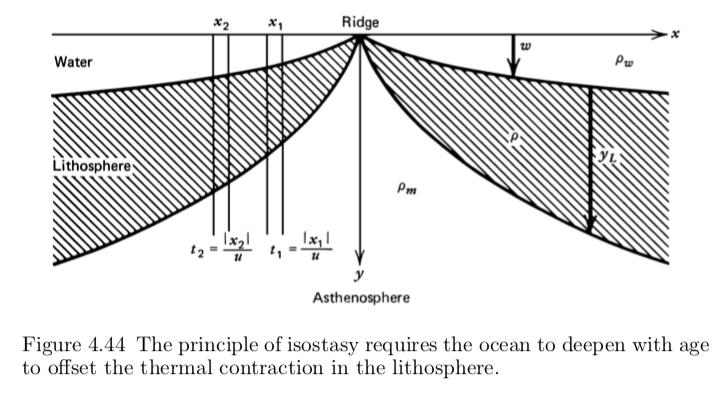 x₂ x₁ Ridge
x
Water
w
ρw
Lithosphere
ρ
yL
ρm
t₂ = |x₂| / u
t₁ = |x₁| / u
y
Asthenosphere
Figure 4.44 The principle of isostasy requires the ocean to deepen with age
to offset the thermal contraction in the lithosphere.